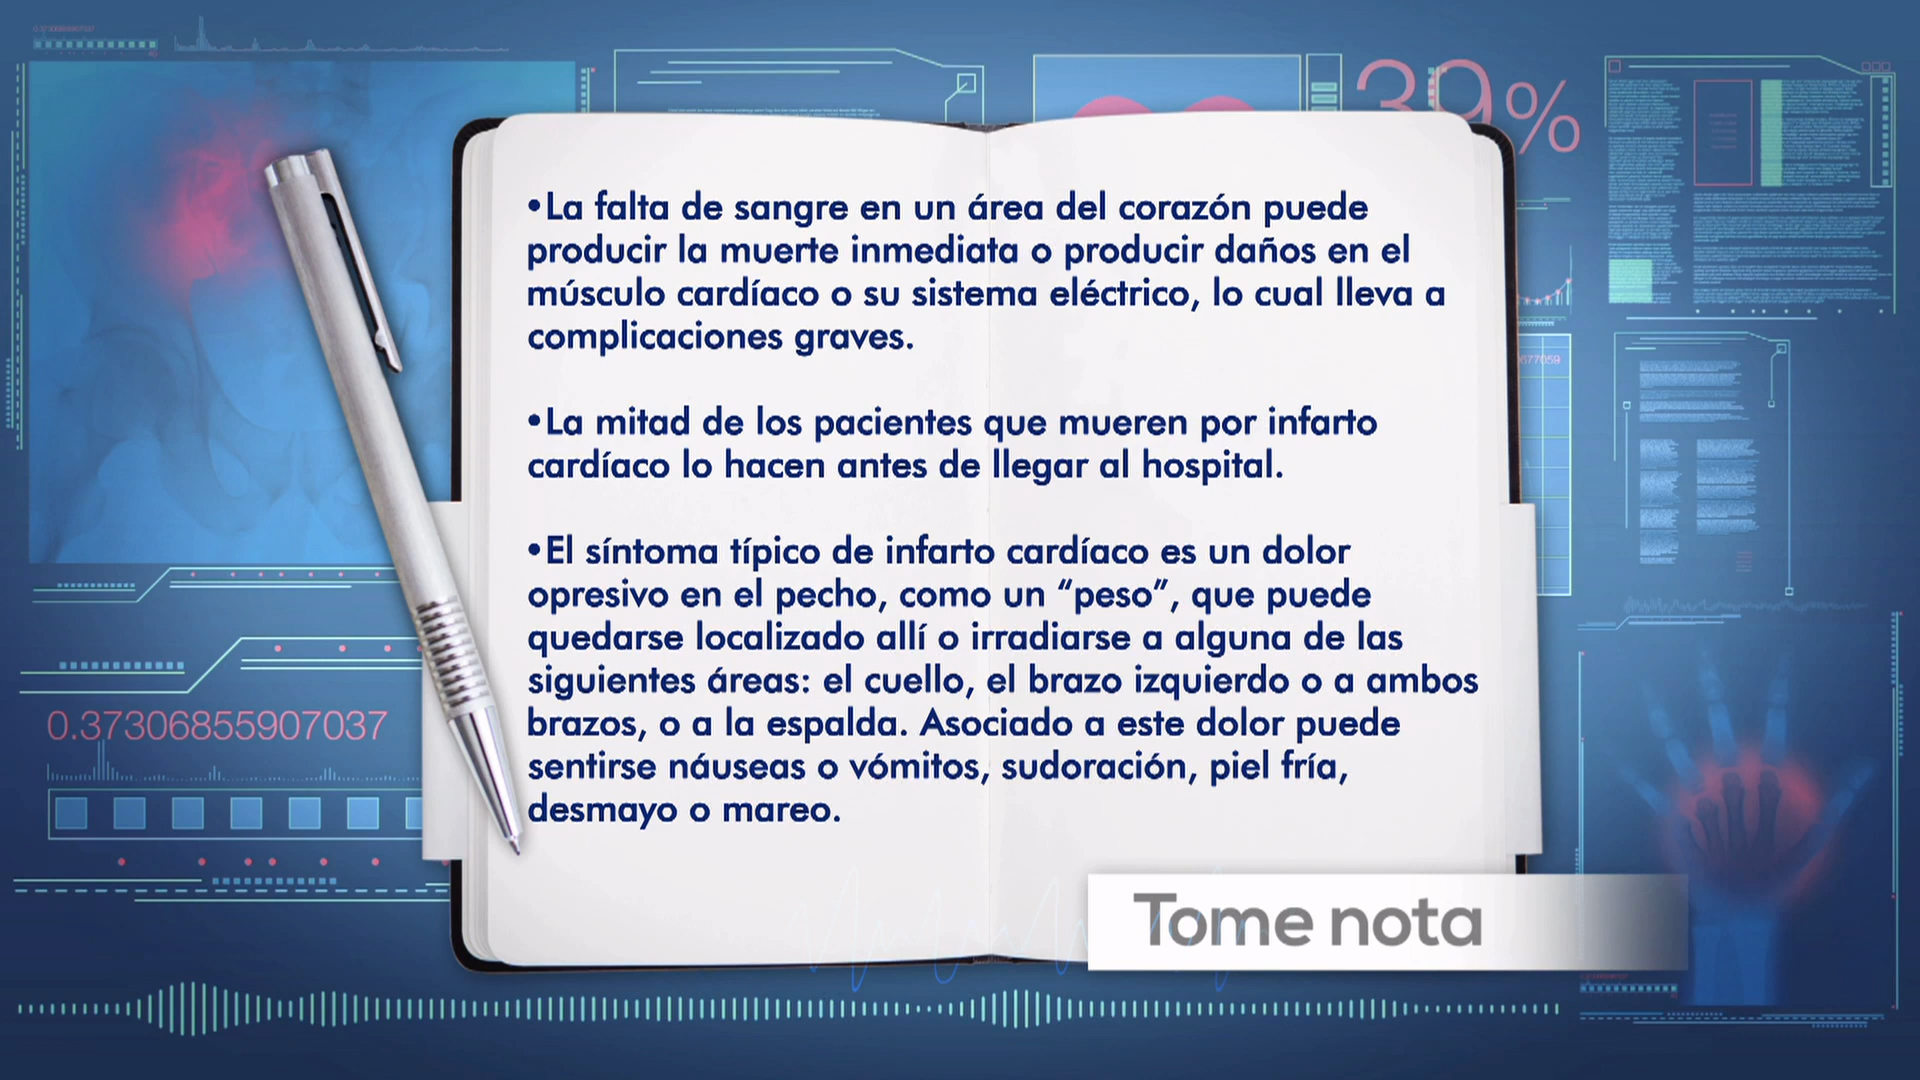 0.37306855907037
39%
•La falta de sangre en un área del corazón puede
producir la muerte inmediata o producir daños en el
músculo cardíaco o su sistema eléctrico, lo cual lleva a
complicaciones graves.
•La mitad de los pacientes que mueren por infarto
cardíaco lo hacen antes de llegar al hospital.
•El síntoma típico de infarto cardíaco es un dolor
opresivo en el pecho, como un “peso”, que puede
quedarse localizado allí o irradiarse a alguna de las
siguientes áreas: el cuello, el brazo izquierdo o a ambos
brazos, o a la espalda. Asociado a este dolor puede
sentirse náuseas o vómitos, sudoración, piel fría,
desmayo o mareo.
Tome nota